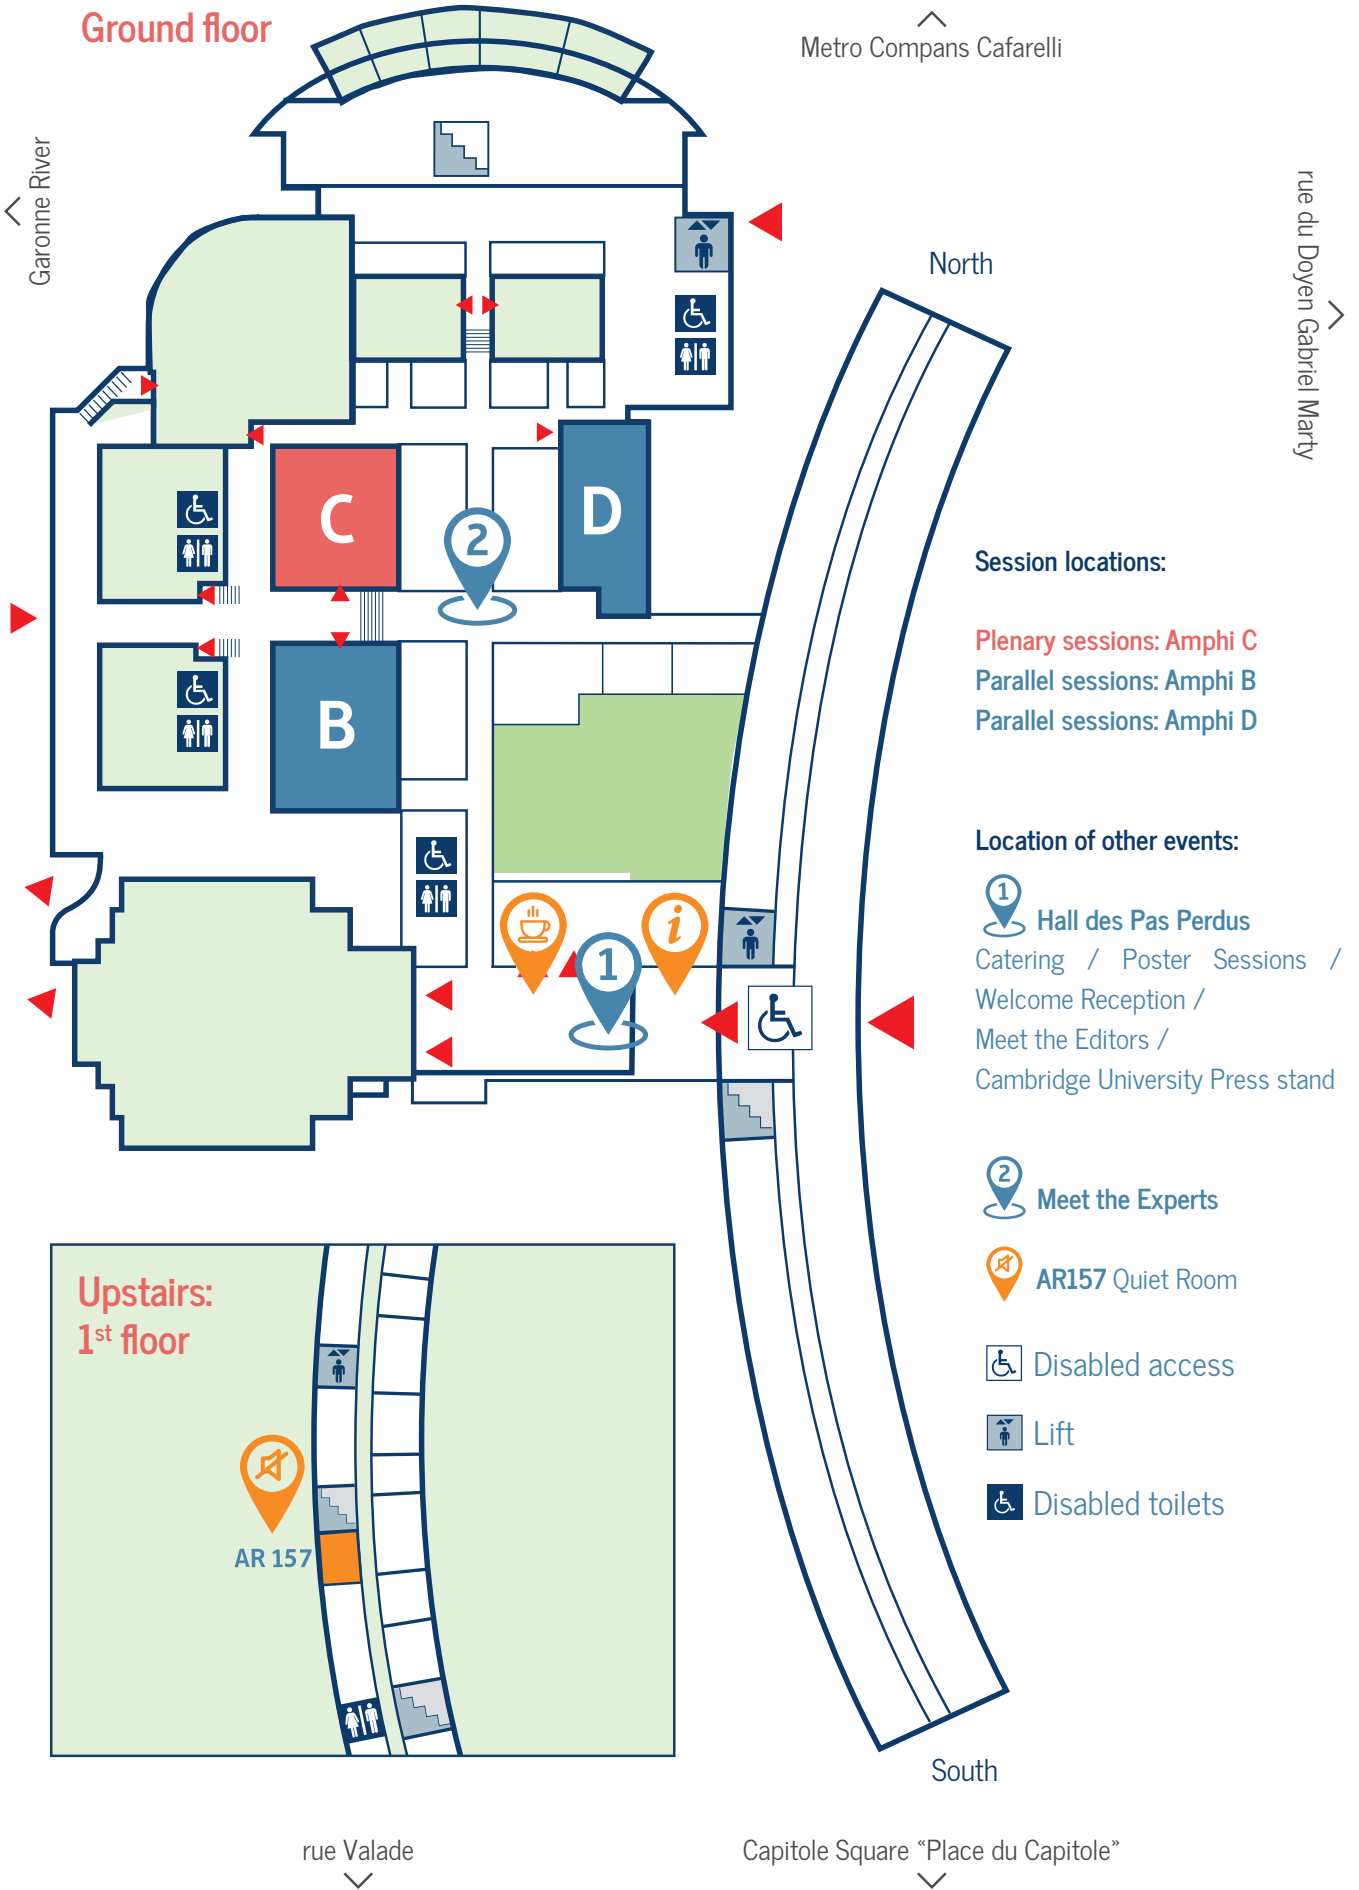 Ground floor
Metro Compans Cafarelli
Garonne River
rue du Doyen Gabriel Marty
North
C
D
2
B
i
1
Session locations:
Plenary sessions: Amphi C
Parallel sessions: Amphi B
Parallel sessions: Amphi D
Location of other events:
1
Hall des Pas Perdus
Catering / Poster Sessions /
Welcome Reception /
Meet the Editors /
Cambridge University Press stand
2
Meet the Experts
AR157 Quiet Room
Disabled access
Lift
Disabled toilets
Upstairs:
1st floor
AR 157
South
rue Valade
Capitole Square “Place du Capitole”